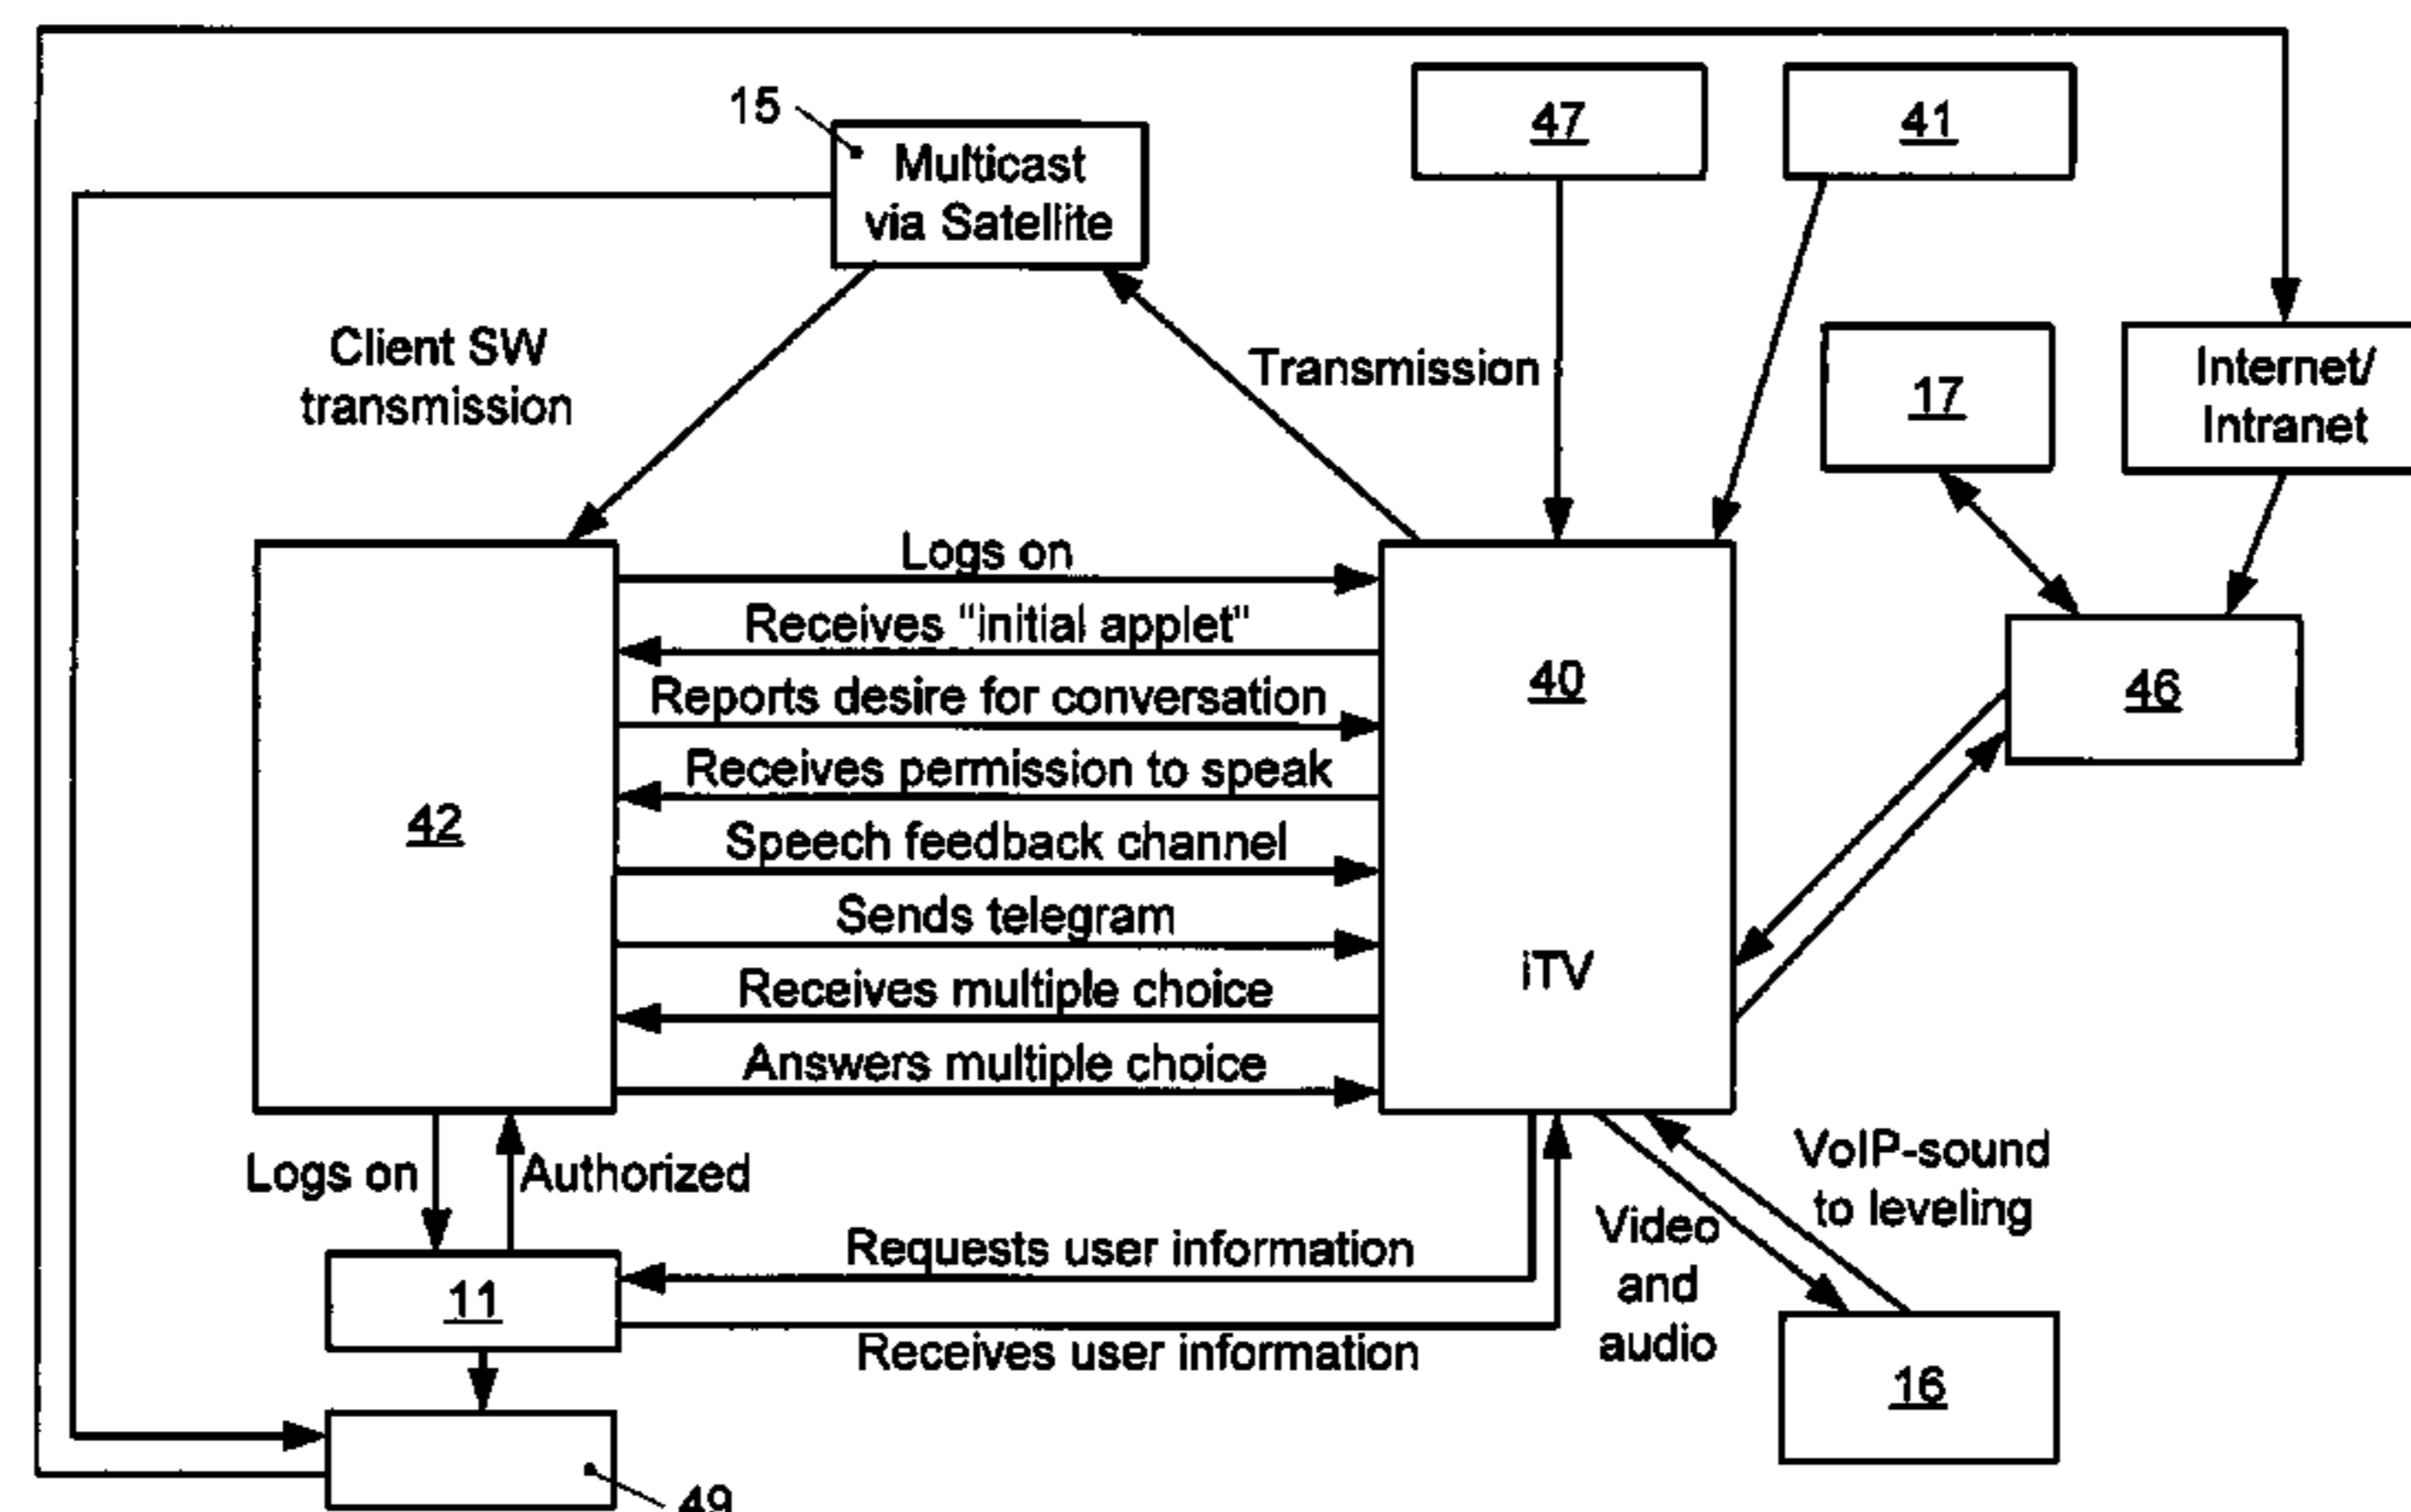 15
Multicast
via Satellite
47
41
Client SW
transmission
Transmission
17
Internet/
Intranet
Logs on
Receives "initial applet"
Reports desire for conversation
Receives permission to speak
Speech feedback channel
Sends telegram
Receives multiple choice
Answers multiple choice
42
40
iTV
46
Logs on
Authorized
VoIP-sound
to leveling
Video
and
audio
Requests user information
11
Receives user information
16
49